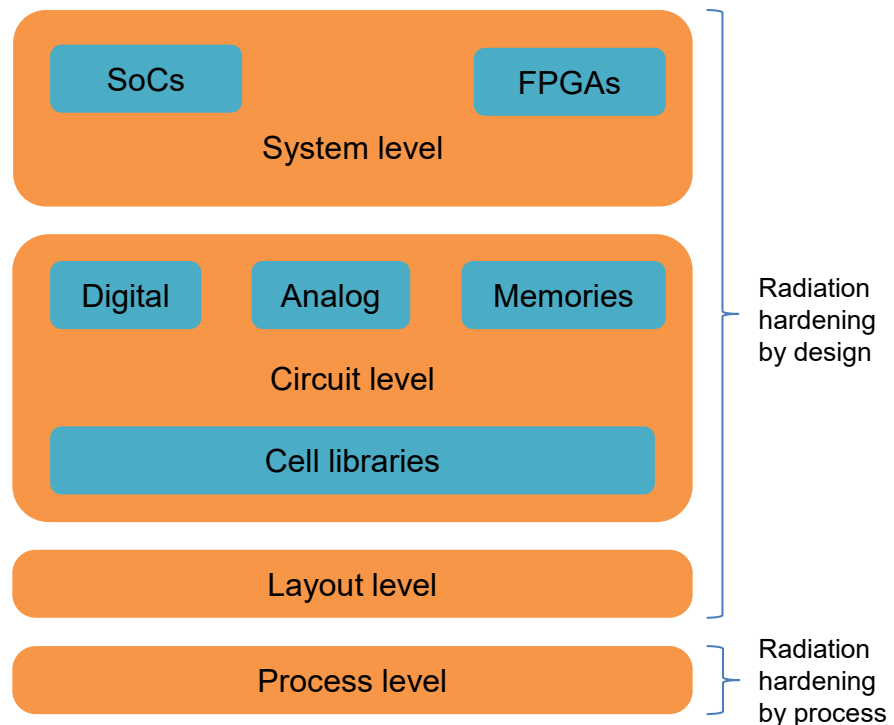 SoCs
FPGAs
System level
Digital
Analog
Memories
Circuit level
Cell libraries
Radiation
hardening
by design
Layout level
Process level
Radiation
hardening
by process